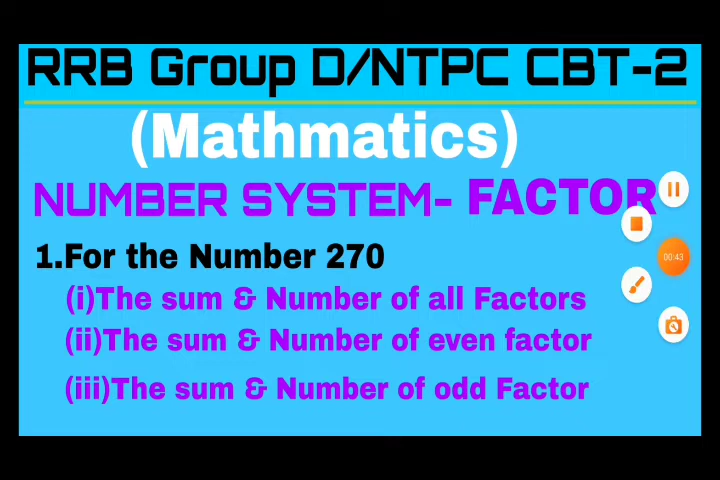 RRB Group D/NTPC CBT-2
(Mathmatics)
NUMBER SYSTEM- FACTOR
1.For the Number 270
00:43
(i)The sum & Number of all Factors
(ii)The sum & Number of even factor
(iii)The sum & Number of odd Factor